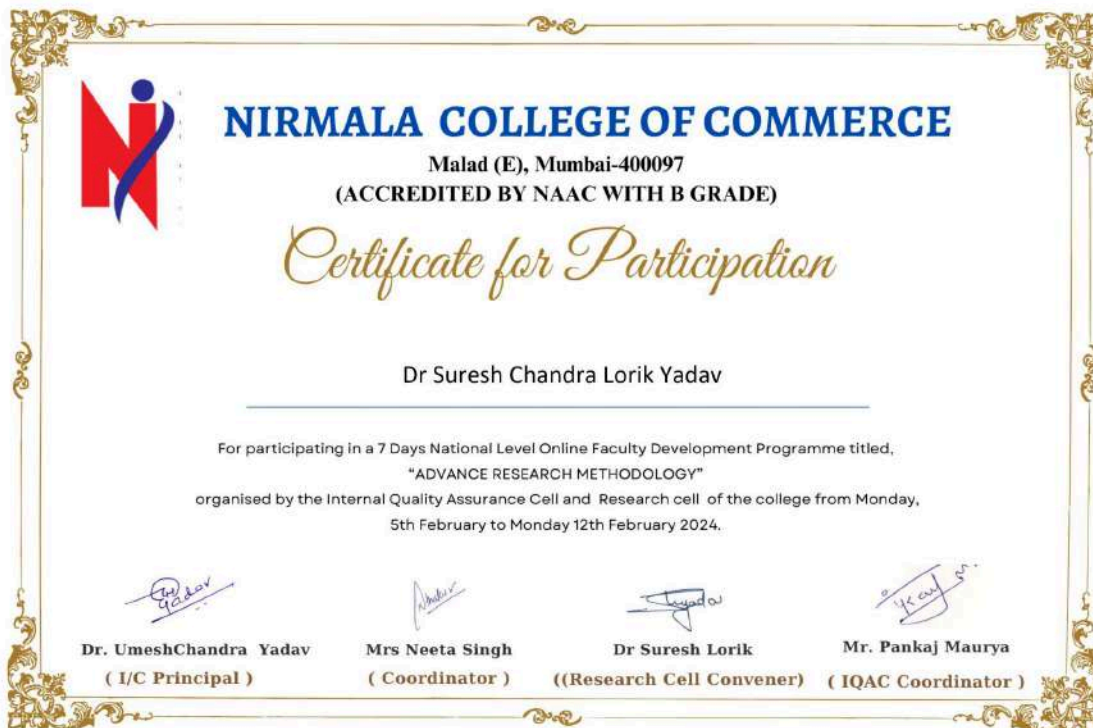 NIRMALA COLLEGE OF COMMERCE
Malad (E), Mumbai-400097
(ACCREDITED BY NAAC WITH B GRADE)
Certificate for Participation
Dr Suresh Chandra Lorik Yadav
For participating in a 7 Days National Level Online Faculty Development Programme titled,
“ADVANCE RESEARCH METHODOLOGY”
organised by the Internal Quality Assurance Cell and Research cell of the college from Monday,
5th February to Monday 12th February 2024.
Dr. UmeshChandra Yadav
( I/C Principal )
Mrs Neeta Singh
( Coordinator )
Dr Suresh Lorik
((Research Cell Convener)
Mr. Pankaj Maurya
( IQAC Coordinator )